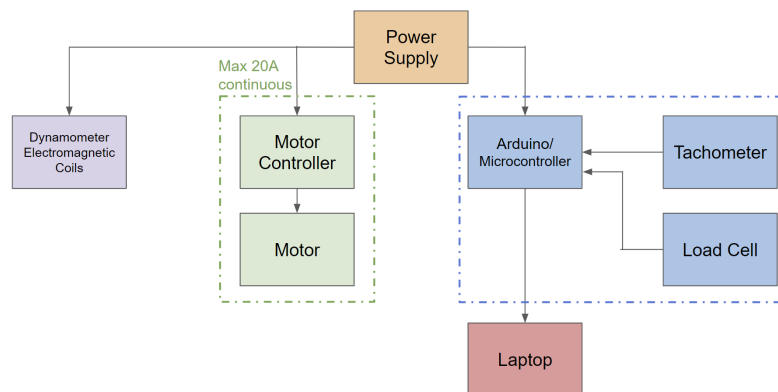 Power
Supply
Max 20A
continuous
Dynamometer
Electromagnetic
Coils
Motor
Controller
Arduino/
Microcontroller
Tachometer
Motor
Load Cell
Laptop